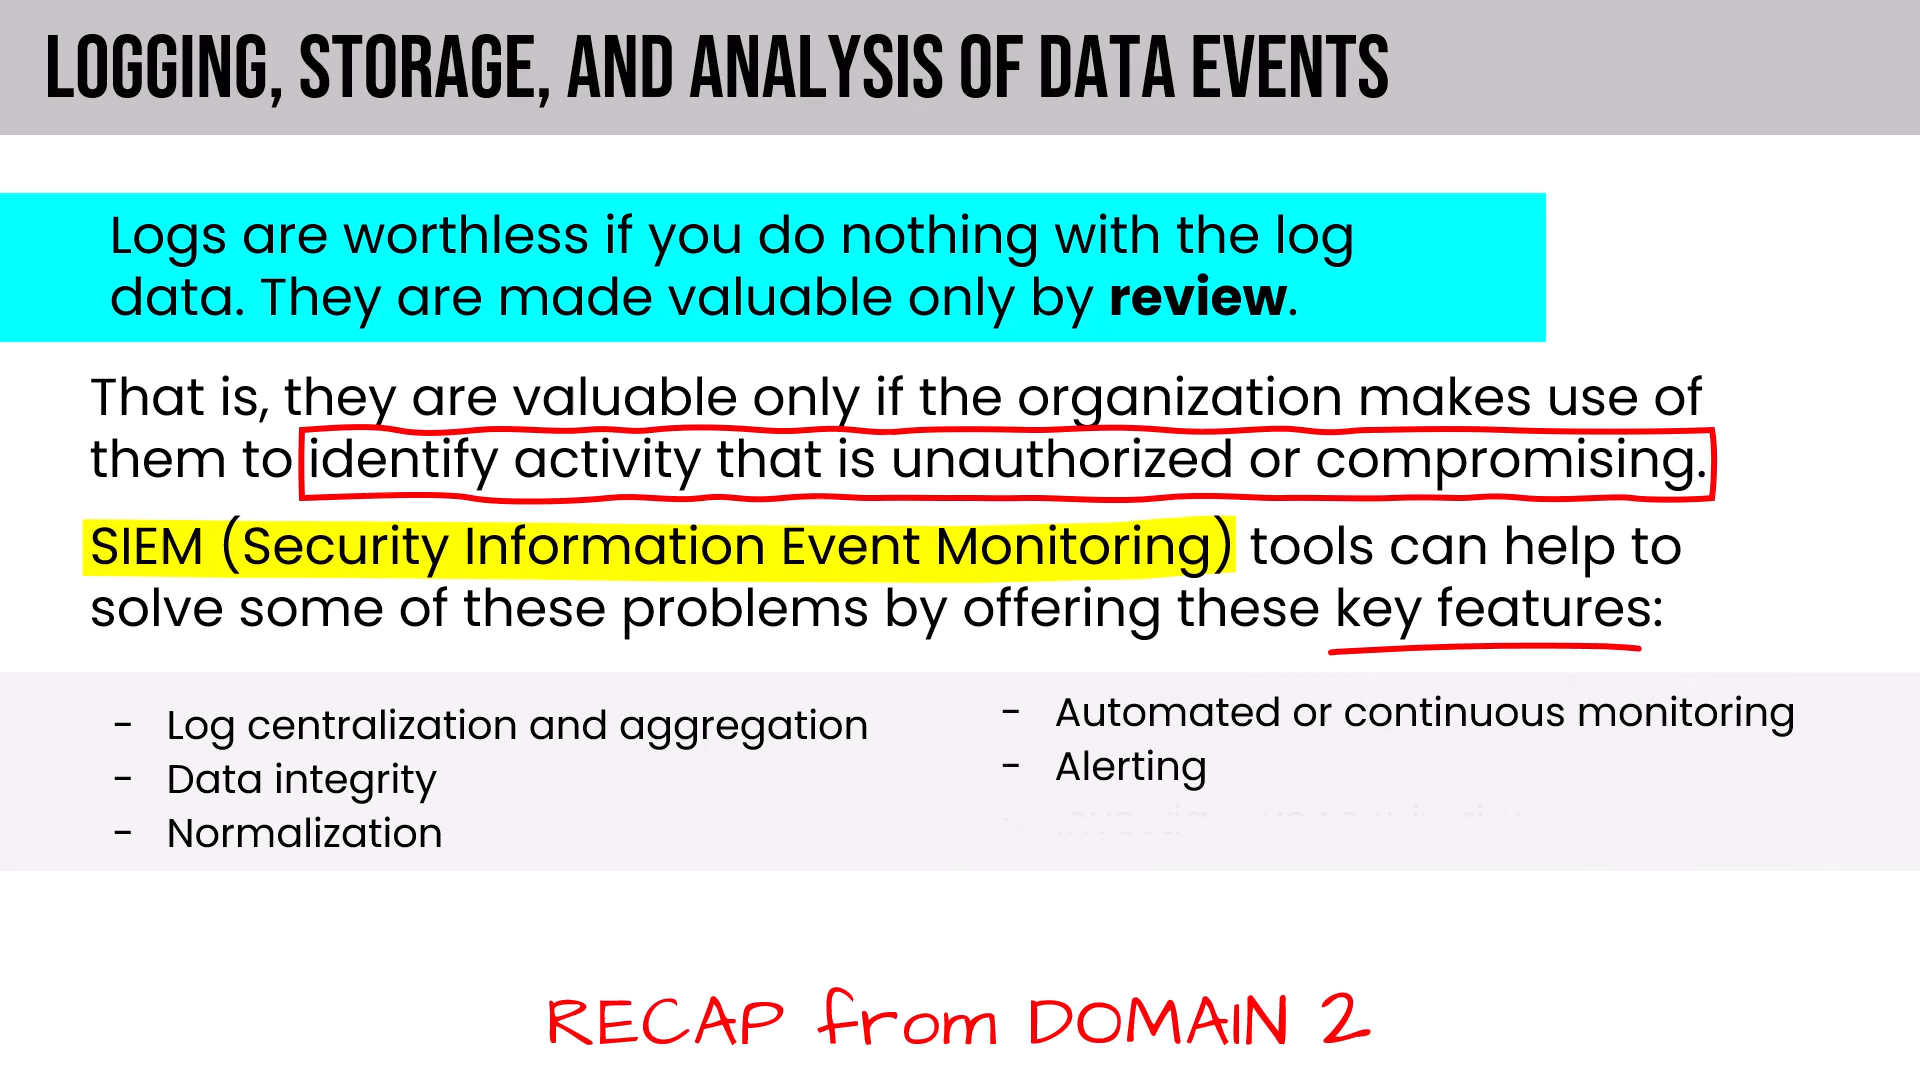 LOGGING, STORAGE, AND ANALYSIS OF DATA EVENTS
Logs are worthless if you do nothing with the log
data. They are made valuable only by review.
That is, they are valuable only if the organization makes use of
them to identify activity that is unauthorized or compromising.
SIEM (Security Information Event Monitoring) tools can help to
solve some of these problems by offering these key features:
- Log centralization and aggregation
- Data integrity
- Normalization
- Automated or continuous monitoring
- Alerting
RECAP from DOMAIN 2